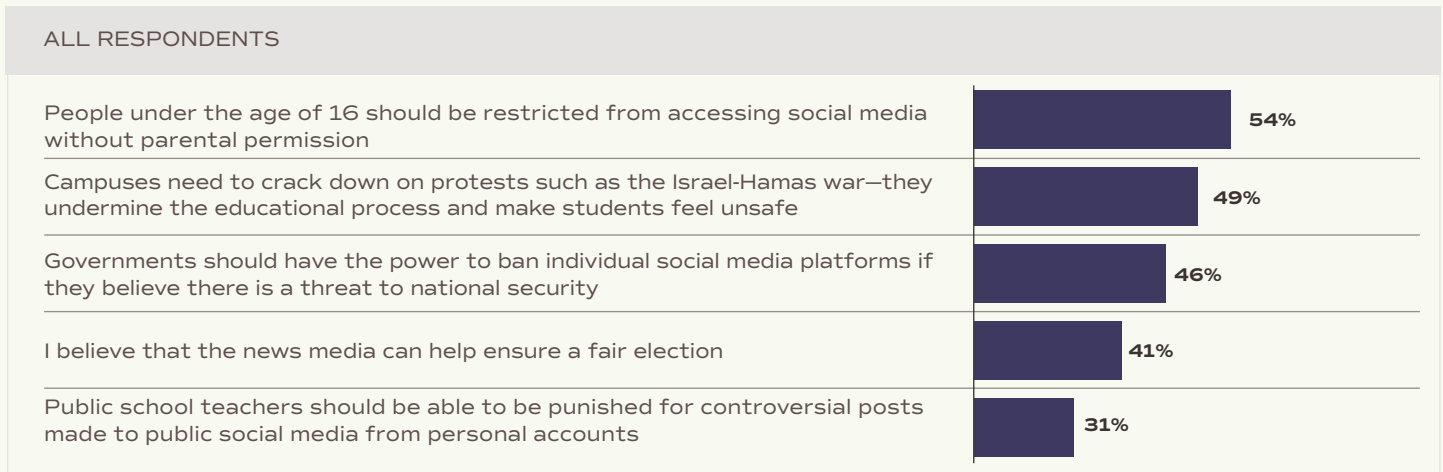 ALL RESPONDENTS
People under the age of 16 should be restricted from accessing social media
without parental permission
54%
Campuses need to crack down on protests such as the Israel-Hamas war—they
undermine the educational process and make students feel unsafe
49%
Governments should have the power to ban individual social media platforms if
they believe there is a threat to national security
46%
I believe that the news media can help ensure a fair election
41%
Public school teachers should be able to be punished for controversial posts
made to public social media from personal accounts
31%